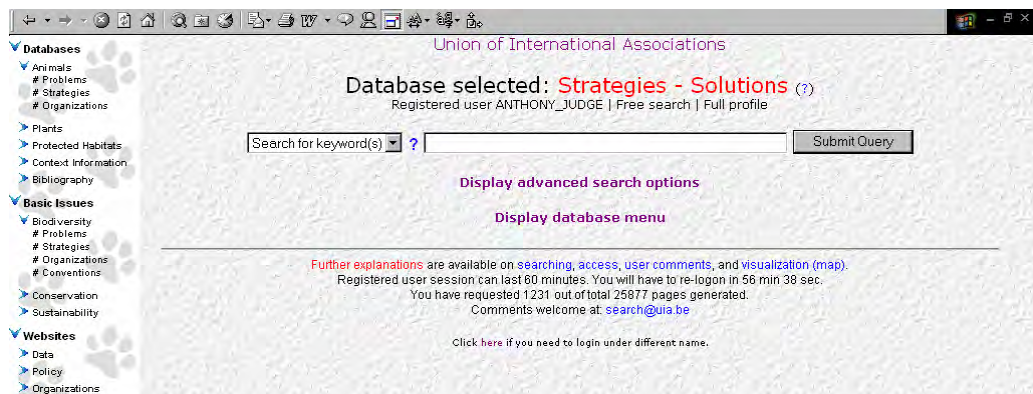 Databases
Animals
# Problems
# Strategies
# Organizations
Plants
Protected Habitats
Context Information
Bibliography
Basic Issues
Biodiversity
# Problems
# Strategies
# Organizations
# Conventions
Conservation
Sustainability
Websites
Data
Policy
Organizations
Union of International Associations
Database selected: Strategies - Solutions (?)
Registered user ANTHONY_JUDGE | Free search | Full profile
Search for keyword(s) ? Submit Query
Display advanced search options
Display database menu
Further explanations are available on searching, access, user comments, and visualization (map).
Registered user session can last 60 minutes. You will have to re-logon in 56 min 38 sec.
You have requested 1231 out of total 25877 pages generated.
Comments welcome at: search@uia.be
Click here if you need to login under different name.